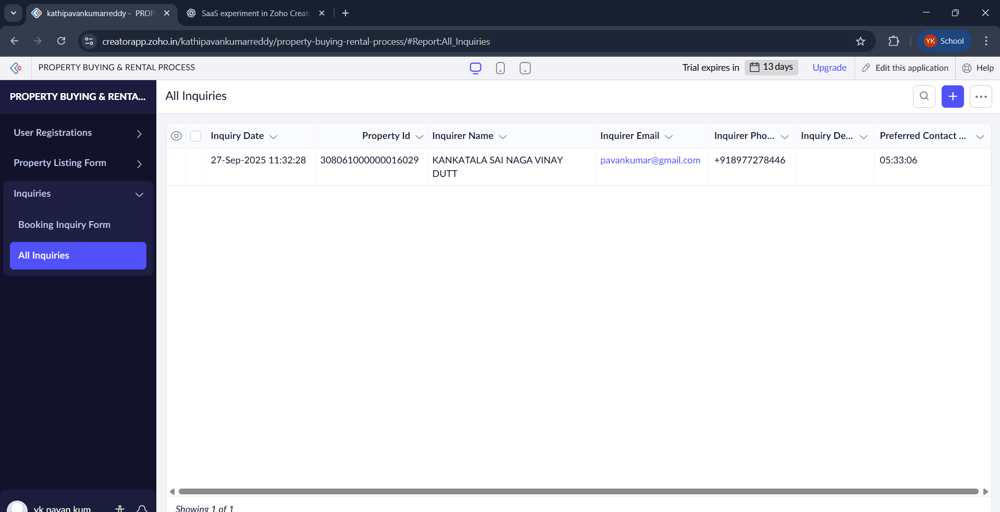 kathipavankumarreddy - PROP
SaaS experiment in Zoho Creat
creatorapp.zoho.in/kathipavankumarreddy/property-buying-rental-process/#Report:All_Inquiries
YK School
PROPERTY BUYING & RENTAL PROCESS
Trial expires in 13 days Upgrade Edit this application Help
PROPERTY BUYING & RENTA...
All Inquiries
User Registrations
Property Listing Form
Inquiries
Booking Inquiry Form
All Inquiries
Inquiry Date Property Id Inquirer Name Inquirer Email Inquirer Pho... Inquiry De... Preferred Contact ...
27-Sep-2025 11:32:28 308061000000016029 KANKATALA SAI NAGA VINAY pavankumar@gmail.com +918977278446 05:33:06
DUTT
yk pavan kum...
Showing 1 of 1